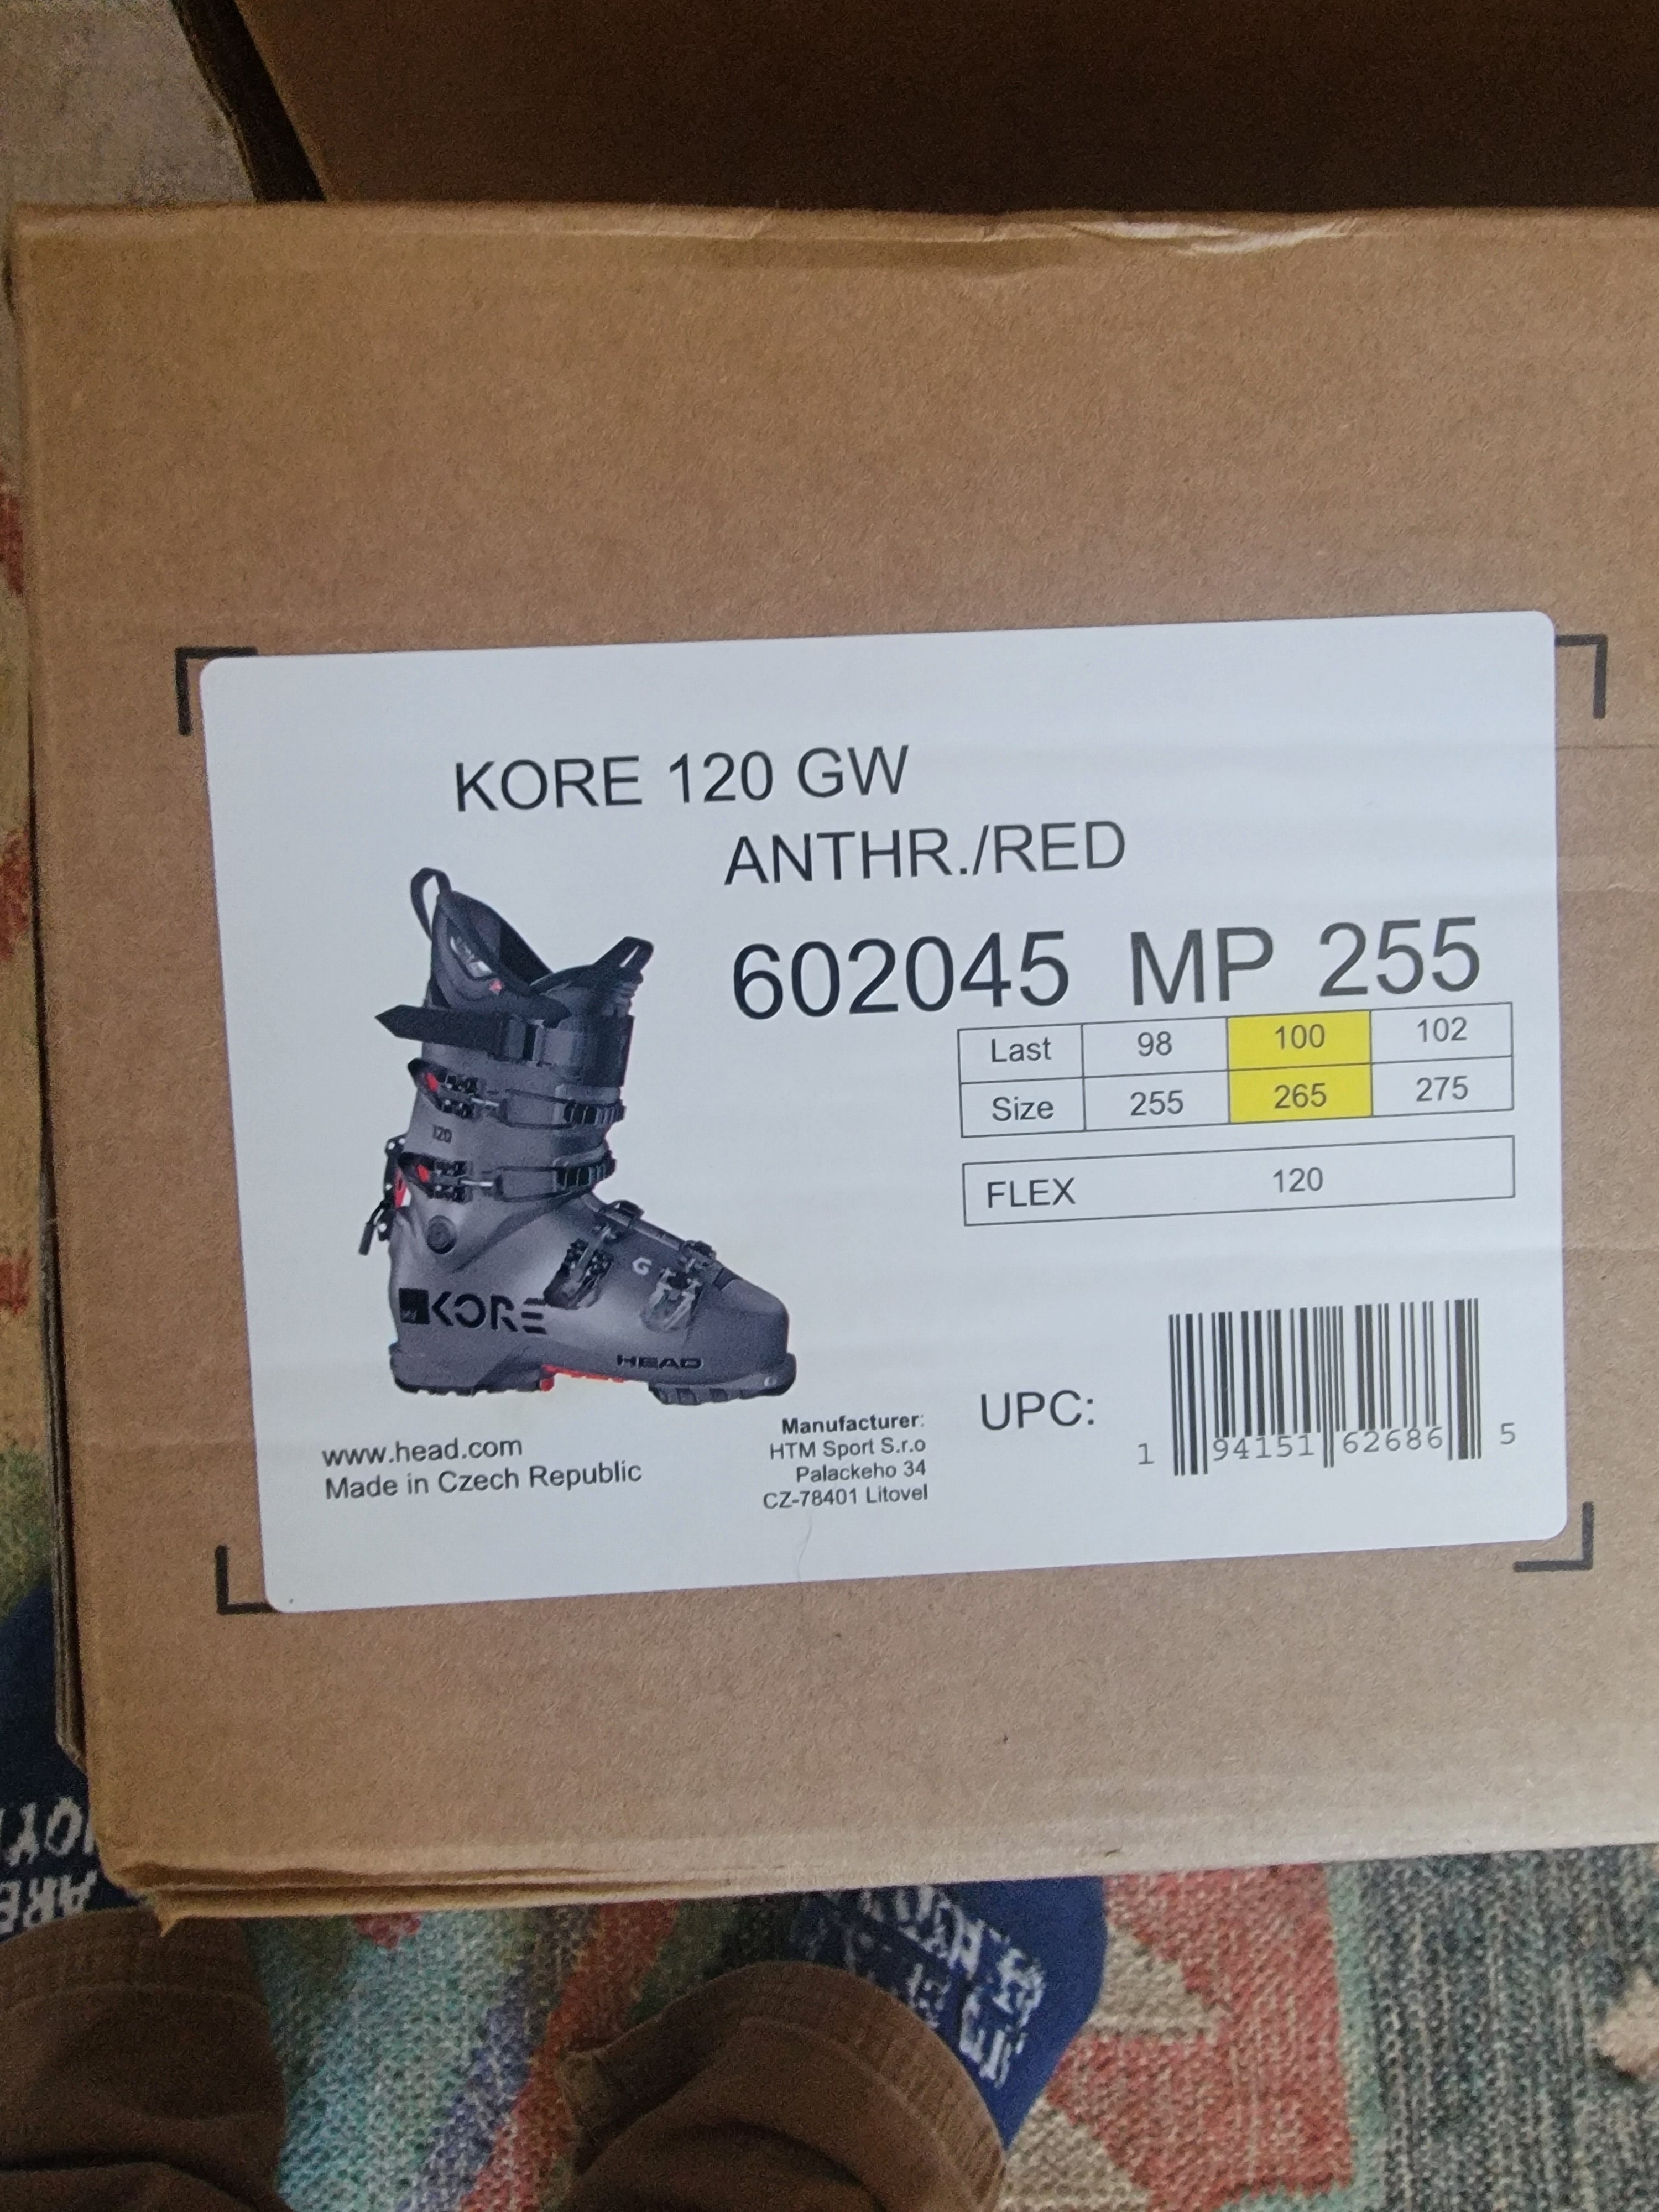 KORE 120 GW
ANTHR./RED
602045 MP 255
Last 98 100 102
Size 255 265 275
FLEX 120
120
G
KORE
HEAD
www.head.com
Made in Czech Republic
Manufacturer:
HTM Sport S.r.o
Palackeho 34
CZ-78401 Litovel
UPC:
1 94151 62686 5